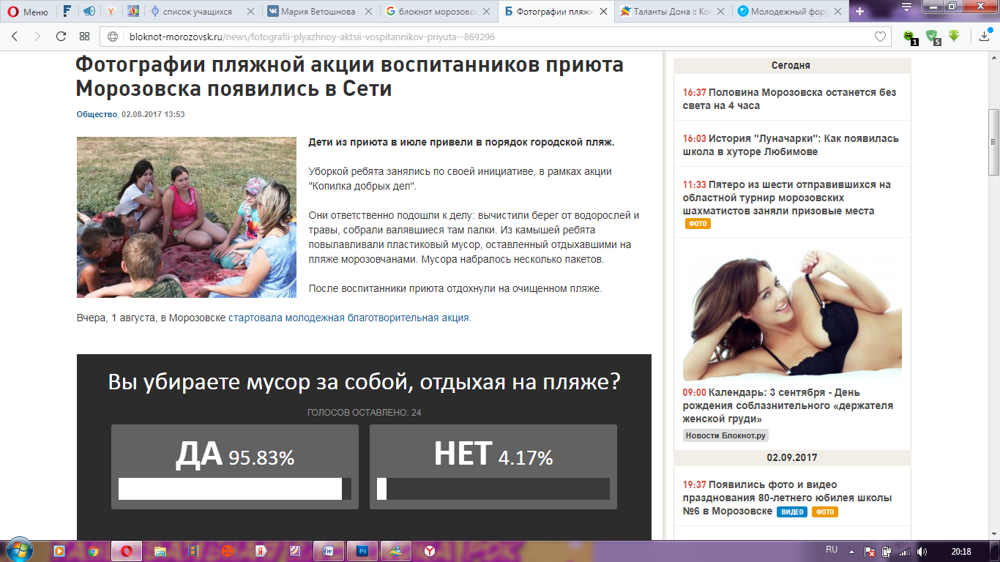 Меню
список учащихся
Мария Ветошнова
блокнот морозовс
Фотографии пляжн
Таланты Дона :: Ко
Молодежный фору
bloknot-morozovsk.ru/news/fotografii-plyazhnoy-aktsii-vospitannikov-priyuta--869296
1
5
Фотографии пляжной акции воспитанников приюта
Морозовска появились в Сети
Общество, 02.08.2017 13:53
Дети из приюта в июле привели в порядок городской пляж.
Уборкой ребята занялись по своей инициативе, в рамках акции
"Копилка добрых дел".
Они ответственно подошли к делу: вычистили берег от водорослей и
травы, собрали валявшиеся там палки. Из камышей ребята
повылавливали пластиковый мусор, оставленный отдыхавшими на
пляже морозовчанами. Мусора набралось несколько пакетов.
После воспитанники приюта отдохнули на очищенном пляже.
Вчера, 1 августа, в Морозовске стартовала молодежная благотворительная акция.
Вы убираете мусор за собой, отдыхая на пляже?
ГОЛОСОВ ОСТАВЛЕНО: 24
ДА 95.83%
НЕТ 4.17%
Сегодня
16:37 Половина Морозовска останется без
света на 4 часа
16:03 История "Луначарки": Как появилась
школа в хуторе Любимове
11:33 Пятеро из шести отправившихся на
областной турнир морозовских
шахматистов заняли призовые места
ФОТО
09:00 Календарь: 3 сентября - День
рождения соблазнительного «держателя
женской груди»
Новости Блокнот.ру
02.09.2017
19:37 Появились фото и видео
празднования 80-летнего юбилея школы
№6 в Морозовске ВИДЕО ФОТО
RU
20:18